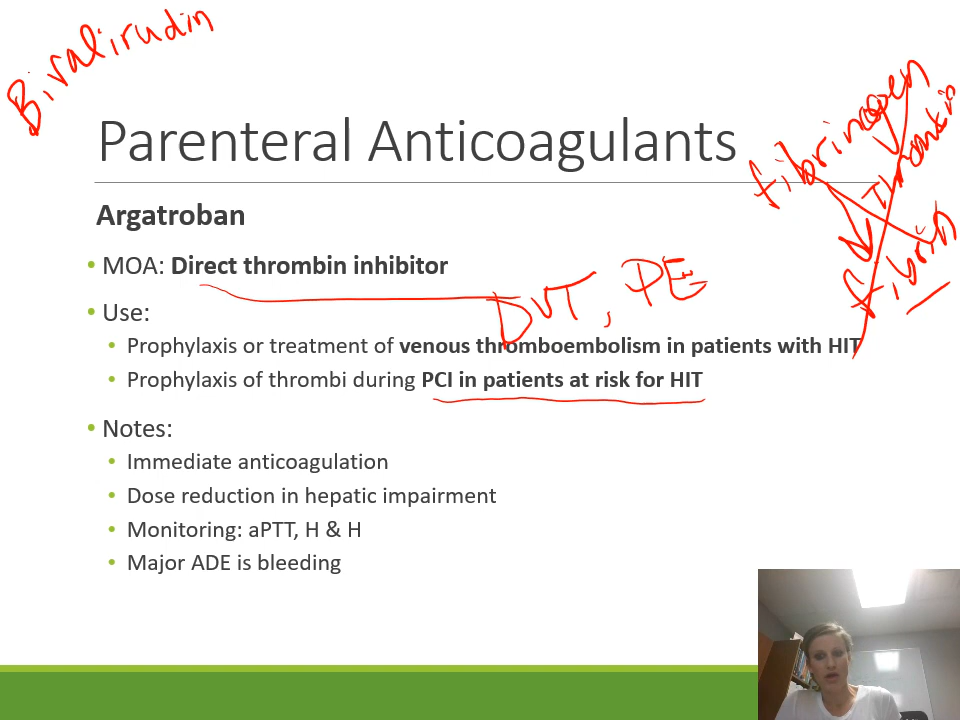 Bivalirudin
Parenteral Anticoagulants
fibrinogen
Thrombin
fibrin
Argatroban
• MOA: Direct thrombin inhibitor
DVT, PE
• Use:
• Prophylaxis or treatment of venous thromboembolism in patients with HIT
• Prophylaxis of thrombi during PCI in patients at risk for HIT
• Notes:
• Immediate anticoagulation
• Dose reduction in hepatic impairment
• Monitoring: aPTT, H & H
• Major ADE is bleeding